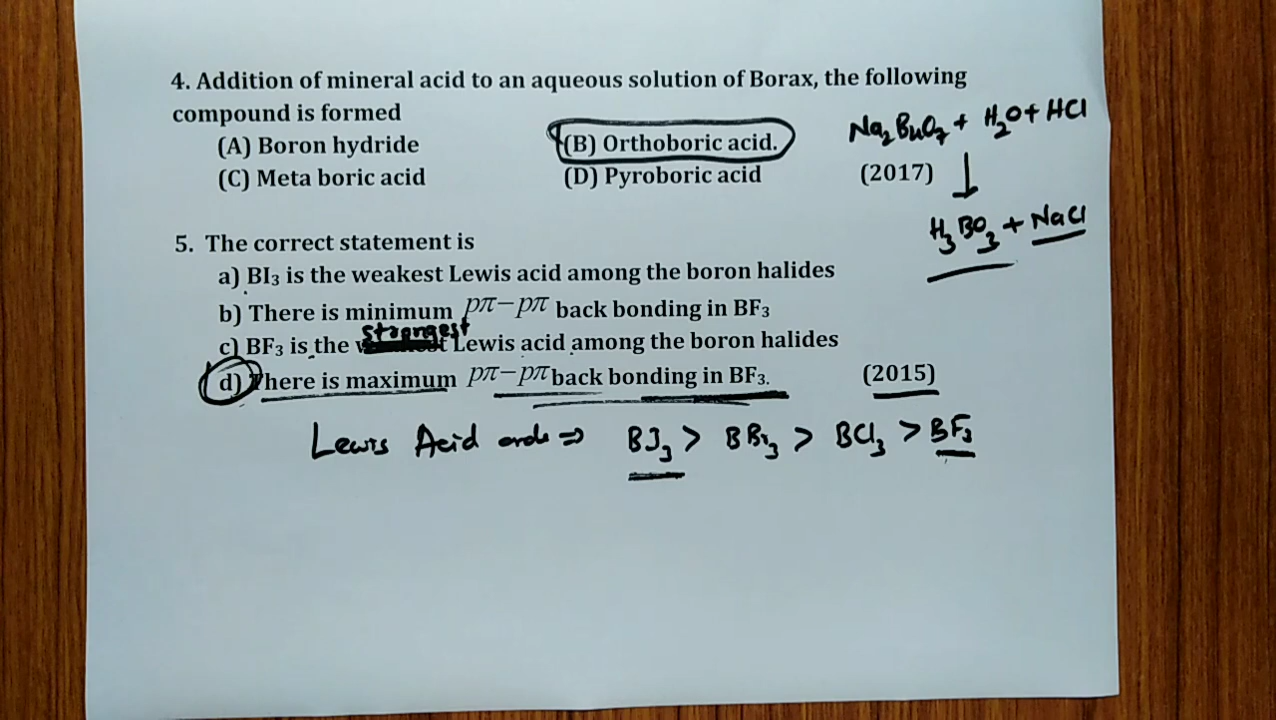 4. Addition of mineral acid to an aqueous solution of Borax, the following
compound is formed
(A) Boron hydride (B) Orthoboric acid.
(C) Meta boric acid (D) Pyroboric acid (2017)
Na₂B₄O₇ + H₂O + HCl
↓
H₃BO₃ + NaCl
5. The correct statement is
a) BI₃ is the weakest Lewis acid among the boron halides
b) There is minimum pπ−pπ back bonding in BF₃
c) BF₃ is the strongest Lewis acid among the boron halides
d) There is maximum pπ−pπ back bonding in BF₃. (2015)
Lewis Acid orde ⇒ BI₃ > BBr₃ > BCl₃ > BF₃